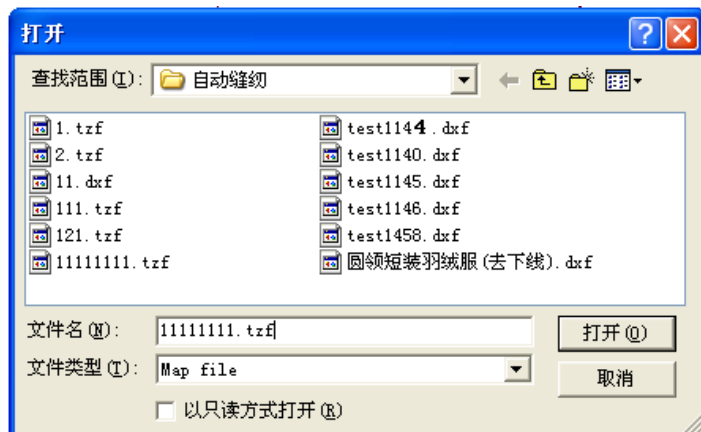 打开
查找范围(I): 自动缝纫
1.tzf
2.tzf
11.dxf
111.tzf
121.tzf
11111111.tzf
test1144.dxf
test1140.dxf
test1145.dxf
test1146.dxf
test1458.dxf
圆领短装羽绒服(去下线).dxf
文件名(N): 11111111.tzf 打开(O)
文件类型(T): Map file 取消
以只读方式打开(R)